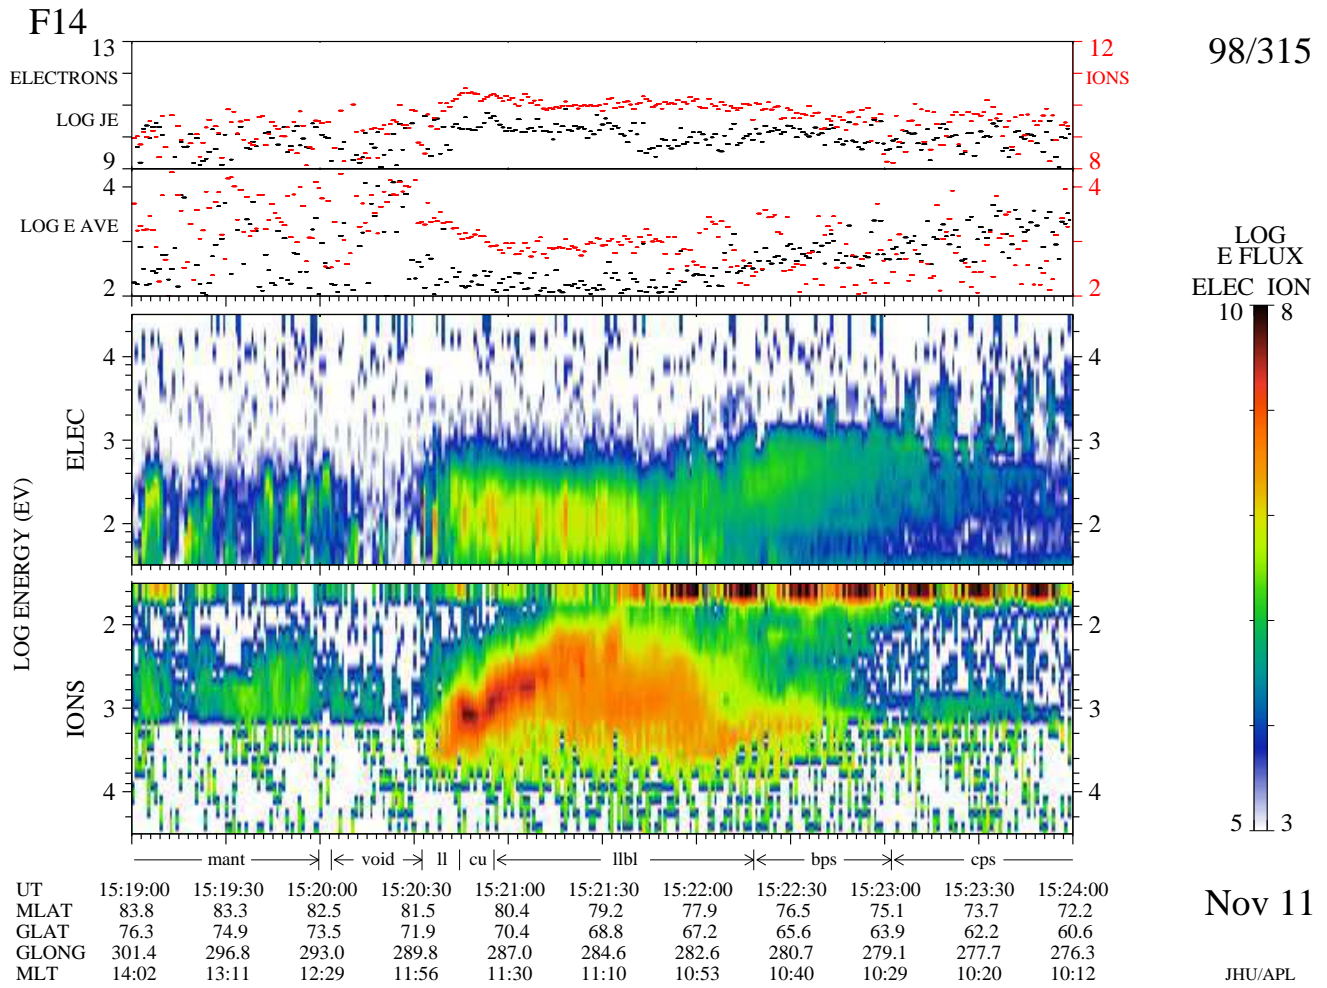 F14
98/315
13
12
ELECTRONS
IONS
LOG JE
9
8
4
4
LOG E AVE
2
2
LOG
E FLUX
ELEC ION
10
8
5
3
4
3
2
ELEC
4
3
2
LOG ENERGY (EV)
2
3
4
IONS
2
3
4
mant void ll cu llbl bps cps
UT 15:19:00 15:19:30 15:20:00 15:20:30 15:21:00 15:21:30 15:22:00 15:22:30 15:23:00 15:23:30 15:24:00
MLAT 83.8 83.3 82.5 81.5 80.4 79.2 77.9 76.5 75.1 73.7 72.2
GLAT 76.3 74.9 73.5 71.9 70.4 68.8 67.2 65.6 63.9 62.2 60.6
GLONG 301.4 296.8 293.0 289.8 287.0 284.6 282.6 280.7 279.1 277.7 276.3
MLT 14:02 13:11 12:29 11:56 11:30 11:10 10:53 10:40 10:29 10:20 10:12
Nov 11
JHU/APL